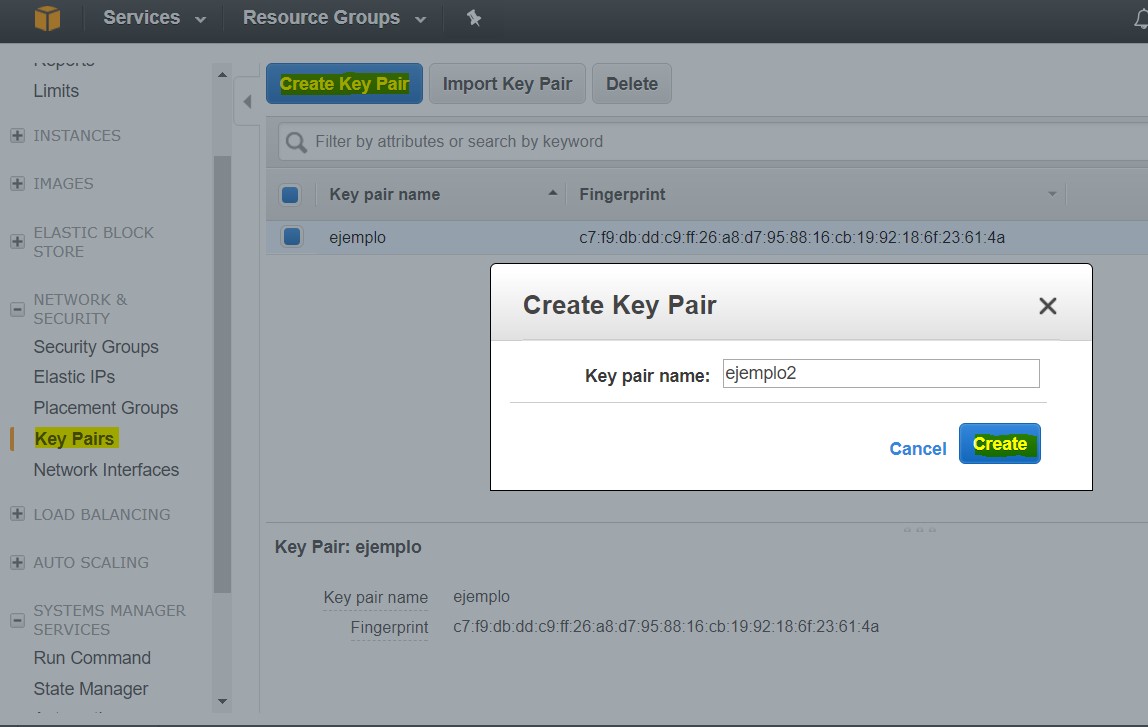 Services
Resource Groups
Limits
INSTANCES
IMAGES
ELASTIC BLOCK
STORE
NETWORK &
SECURITY
Security Groups
Elastic IPs
Placement Groups
Key Pairs
Network Interfaces
LOAD BALANCING
AUTO SCALING
SYSTEMS MANAGER
SERVICES
Run Command
State Manager
Create Key Pair
Import Key Pair
Delete
Filter by attributes or search by keyword
Key pair name
Fingerprint
ejemplo
c7:f9:db:dd:c9:ff:26:a8:d7:95:88:16:cb:19:92:18:6f:23:61:4a
Create Key Pair
Key pair name: ejemplo2
Cancel
Create
Key Pair: ejemplo
Key pair name ejemplo
Fingerprint c7:f9:db:dd:c9:ff:26:a8:d7:95:88:16:cb:19:92:18:6f:23:61:4a